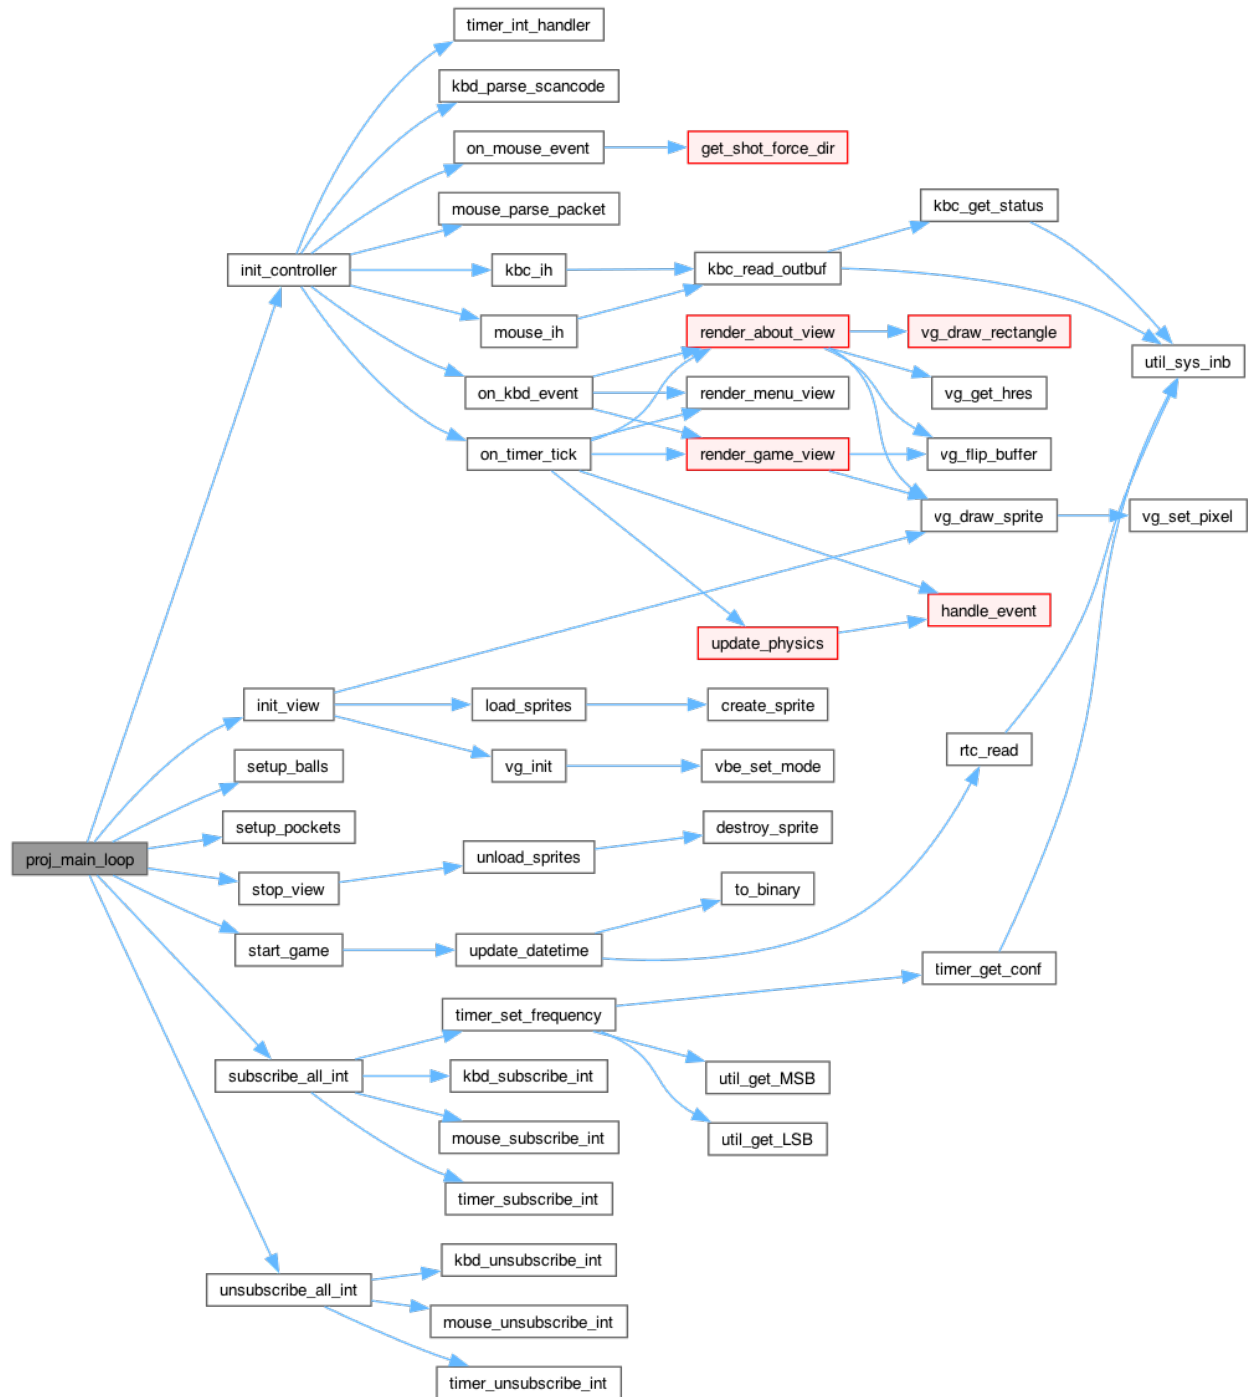 timer_int_handler
kbd_parse_scancode
on_mouse_event
get_shot_force_dir
mouse_parse_packet
kbc_get_status
init_controller
kbc_ih
kbc_read_outbuf
mouse_ih
render_about_view
vg_draw_rectangle
util_sys_inb
on_kbd_event
render_menu_view
vg_get_hres
on_timer_tick
render_game_view
vg_flip_buffer
vg_draw_sprite
vg_set_pixel
handle_event
update_physics
init_view
load_sprites
create_sprite
rtc_read
setup_balls
vg_init
vbe_set_mode
setup_pockets
destroy_sprite
proj_main_loop
unload_sprites
stop_view
to_binary
start_game
update_datetime
timer_get_conf
timer_set_frequency
subscribe_all_int
kbd_subscribe_int
util_get_MSB
mouse_subscribe_int
util_get_LSB
timer_subscribe_int
kbd_unsubscribe_int
unsubscribe_all_int
mouse_unsubscribe_int
timer_unsubscribe_int